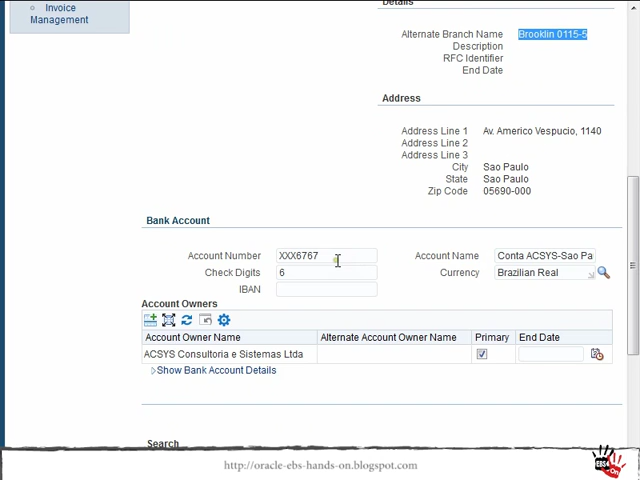 Invoice
Management
Details
Alternate Branch Name Brooklin 0115-5
Description
RFC Identifier
End Date
Address
Address Line 1 Av. Americo Vespucio, 1140
Address Line 2
Address Line 3
City Sao Paulo
State Sao Paulo
Zip Code 05690-000
Bank Account
Account Number XXX6767 Account Name Conta ACSYS-Sao Pa
Check Digits 6 Currency Brazilian Real
IBAN
Account Owners
Account Owner Name Alternate Account Owner Name Primary End Date
ACSYS Consultoria e Sistemas Ltda
Show Bank Account Details
Search
http://oracle-ebs-hands-on.blogspot.com
EBS